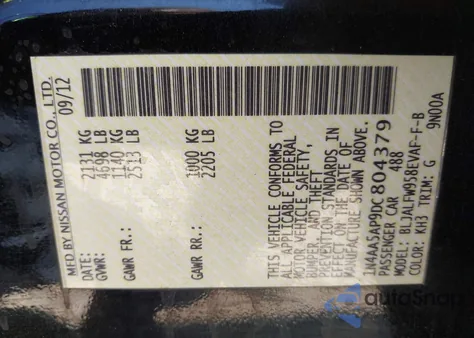 MFD BY NISSAN MOTOR CO., LTD.
DATE: 09/12
GVWR: 2131 KG
4698 LB
GAWR FR: 1140 KG
2513 LB
GAWR RR: 1000 KG
2205 LB
THIS VEHICLE CONFORMS TO
ALL APPLICABLE FEDERAL
MOTOR VEHICLE SAFETY,
BUMPER, AND THEFT
PREVENTION STANDARDS IN
EFFECT ON THE DATE OF
MANUFACTURE SHOWN ABOVE.
1N4AA5AP9DC804379
PASSENGER CAR 488
MODEL: BLJALFW958EVAF-F-B
COLOR: KH3 TRIM: G 9N00A
autoSnap